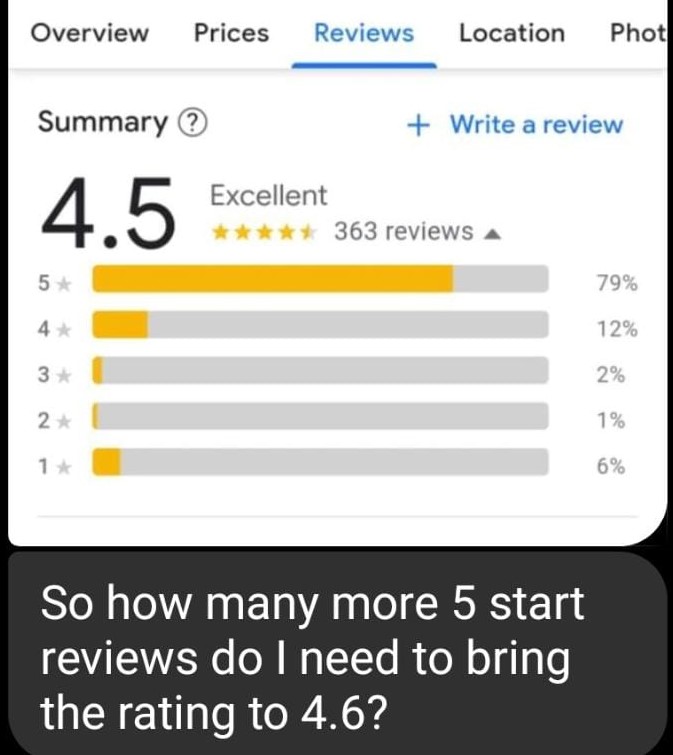 Overview Prices Reviews Location Phot
Summary ? + Write a review
4.5 Excellent
363 reviews
5 79%
4 12%
3 2%
2 1%
1 6%
So how many more 5 start
reviews do I need to bring
the rating to 4.6?